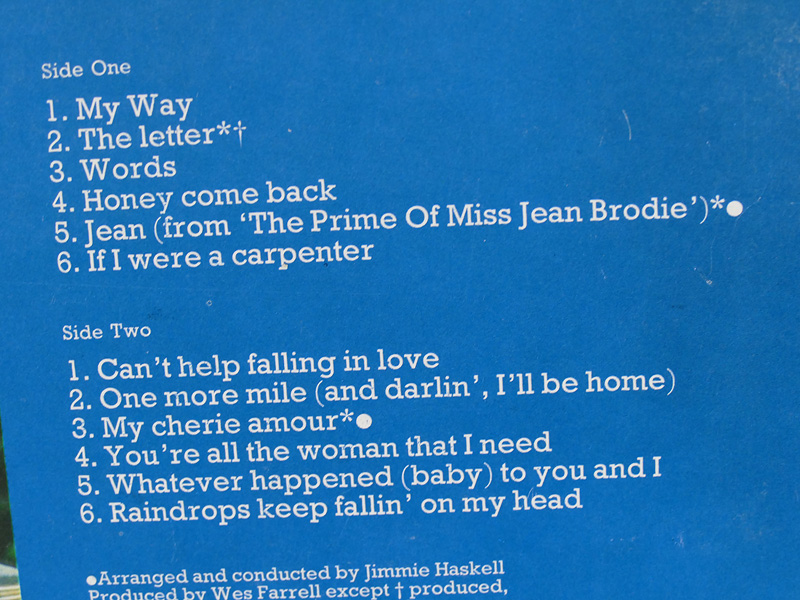 Side One
1. My Way
2. The letter*†
3. Words
4. Honey come back
5. Jean (from ‘The Prime Of Miss Jean Brodie’)*●
6. If I were a carpenter
Side Two
1. Can’t help falling in love
2. One more mile (and darlin’, I’ll be home)
3. My cherie amour*●
4. You’re all the woman that I need
5. Whatever happened (baby) to you and I
6. Raindrops keep fallin’ on my head
●Arranged and conducted by Jimmie Haskell
Produced by Wes Farrell except † produced,